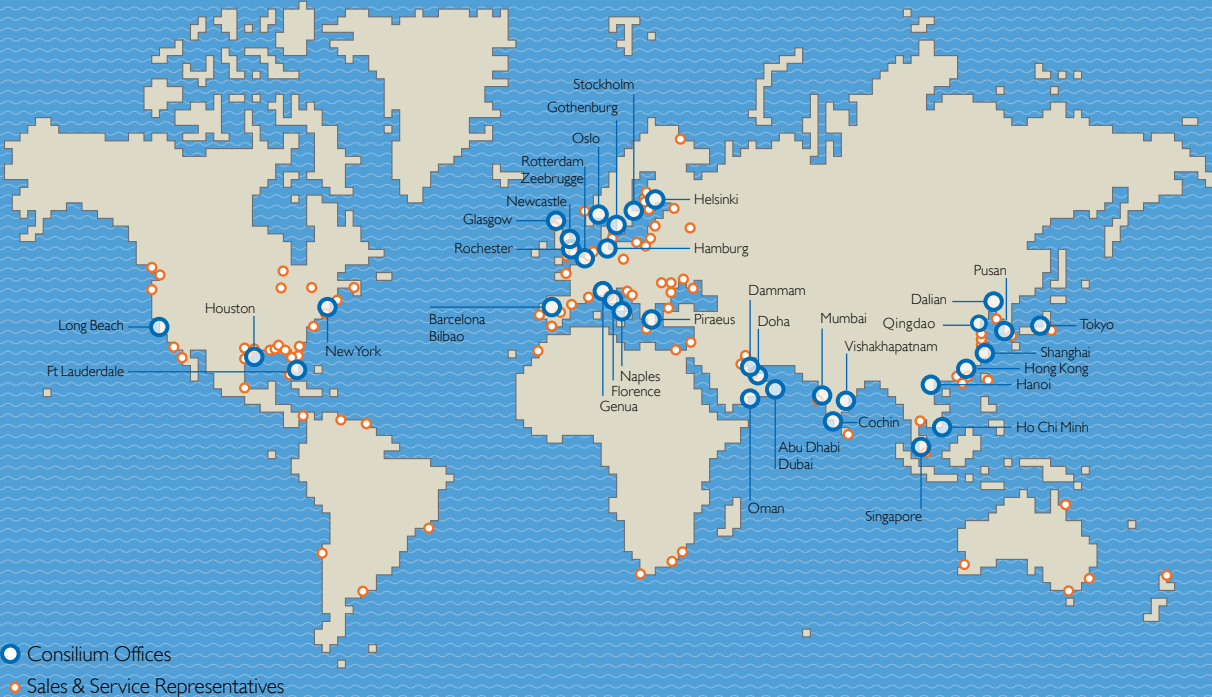 Stockholm
Gothenburg
Oslo
Rotterdam
Zeebrugge
Newcastle
Glasgow
Rochester
Helsinki
Hamburg
Houston
Long Beach
New York
Ft Lauderdale
Barcelona
Bilbao
Piraeus
Naples
Florence
Genua
Dammam
Doha
Mumbai
Vishakhapatnam
Cochin
Abu Dhabi
Dubai
Oman
Pusan
Dalian
Qingdao
Tokyo
Shanghai
Hong Kong
Hanoi
Ho Chi Minh
Singapore
Consilium Offices
Sales & Service Representatives